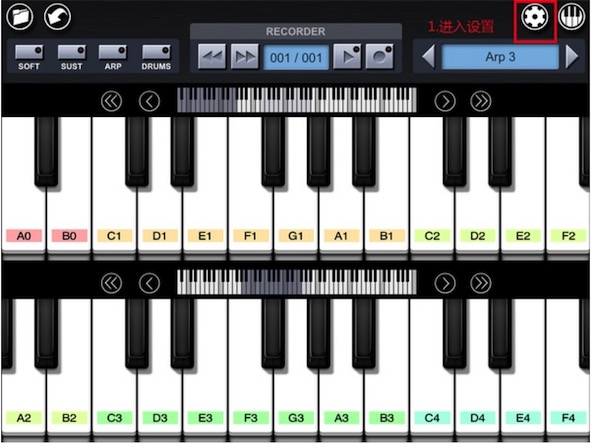 RECORDER
1.进入设置
SOFT SUST ARP DRUMS
001 / 001
Arp 3
A0 B0 C1 D1 E1 F1 G1 A1 B1 C2 D2 E2 F2
A2 B2 C3 D3 E3 F3 G3 A3 B3 C4 D4 E4 F4